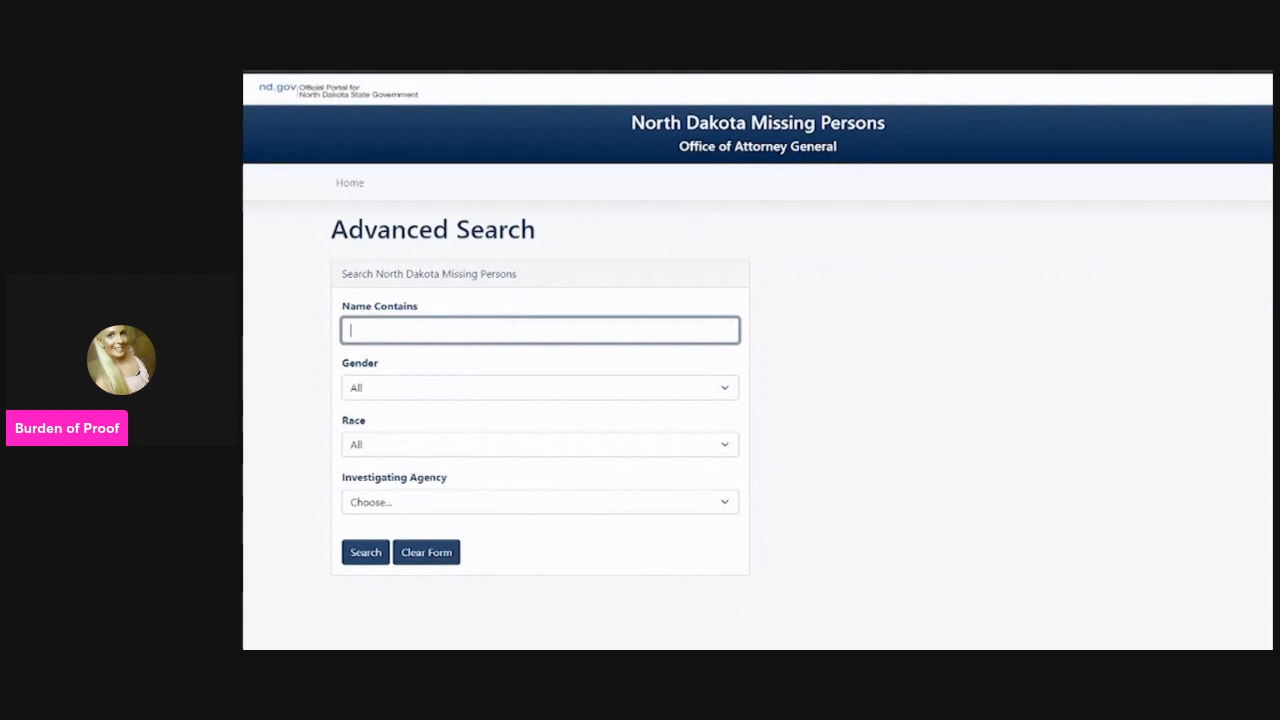 nd.gov
Official Portal for
North Dakota State Government
North Dakota Missing Persons
Office of Attorney General
Home
Advanced Search
Search North Dakota Missing Persons
Name Contains
Gender
All
Race
All
Investigating Agency
Choose...
Search Clear Form
Burden of Proof